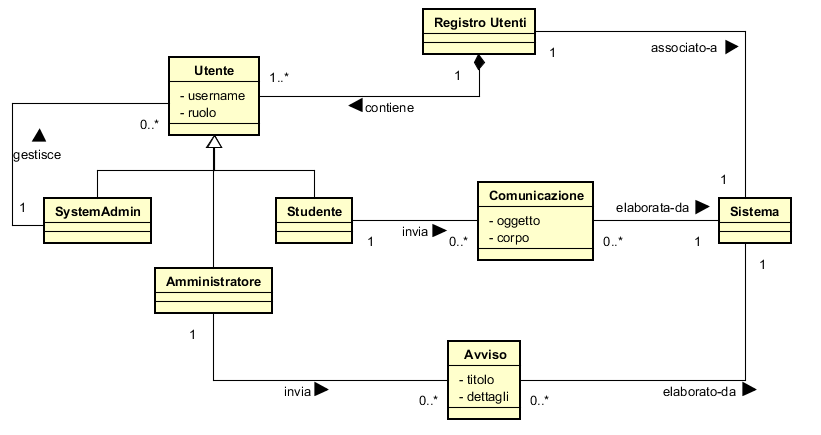 Registro Utenti
1
associato-a
Utente
- username
- ruolo
1..*
1
contiene
0..*
gestisce
1
SystemAdmin
Studente
1
invia
0..*
Comunicazione
- oggetto
- corpo
elaborata-da
0..*
1
1
Sistema
1
Amministratore
1
invia
0..*
Avviso
- titolo
- dettagli
0..*
elaborato-da